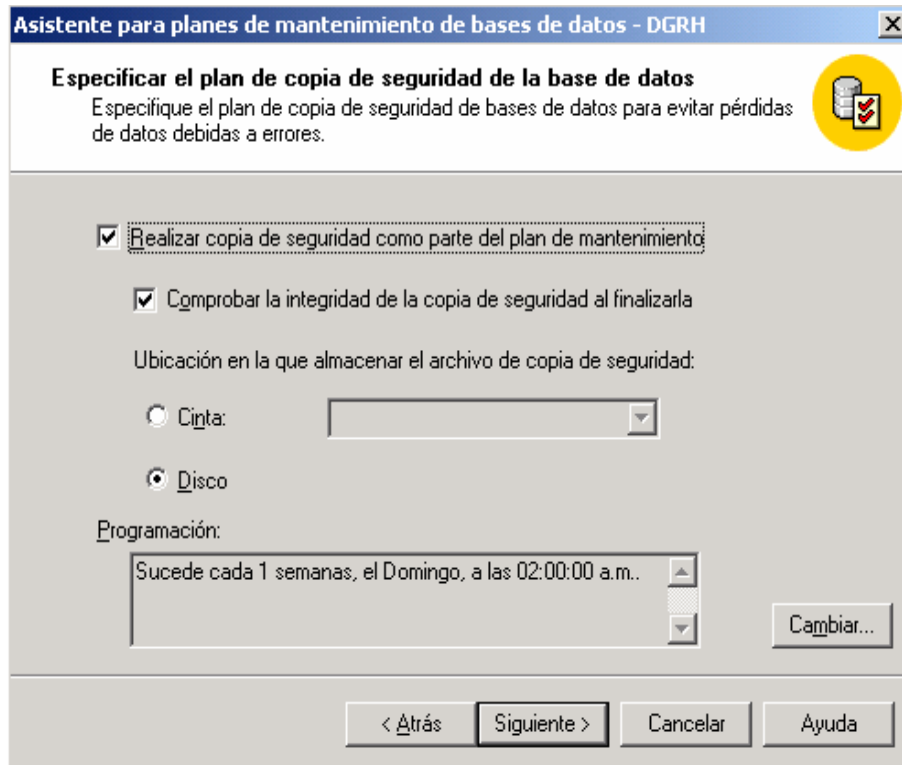 Asistente para planes de mantenimiento de bases de datos - DGRH
Especificar el plan de copia de seguridad de la base de datos
Especifique el plan de copia de seguridad de bases de datos para evitar pérdidas
de datos debidas a errores.
Realizar copia de seguridad como parte del plan de mantenimiento
Comprobar la integridad de la copia de seguridad al finalizarla
Ubicación en la que almacenar el archivo de copia de seguridad:
Cinta:
Disco
Programación:
Sucede cada 1 semanas, el Domingo, a las 02:00:00 a.m..
Cambiar...
< Atrás
Siguiente >
Cancelar
Ayuda